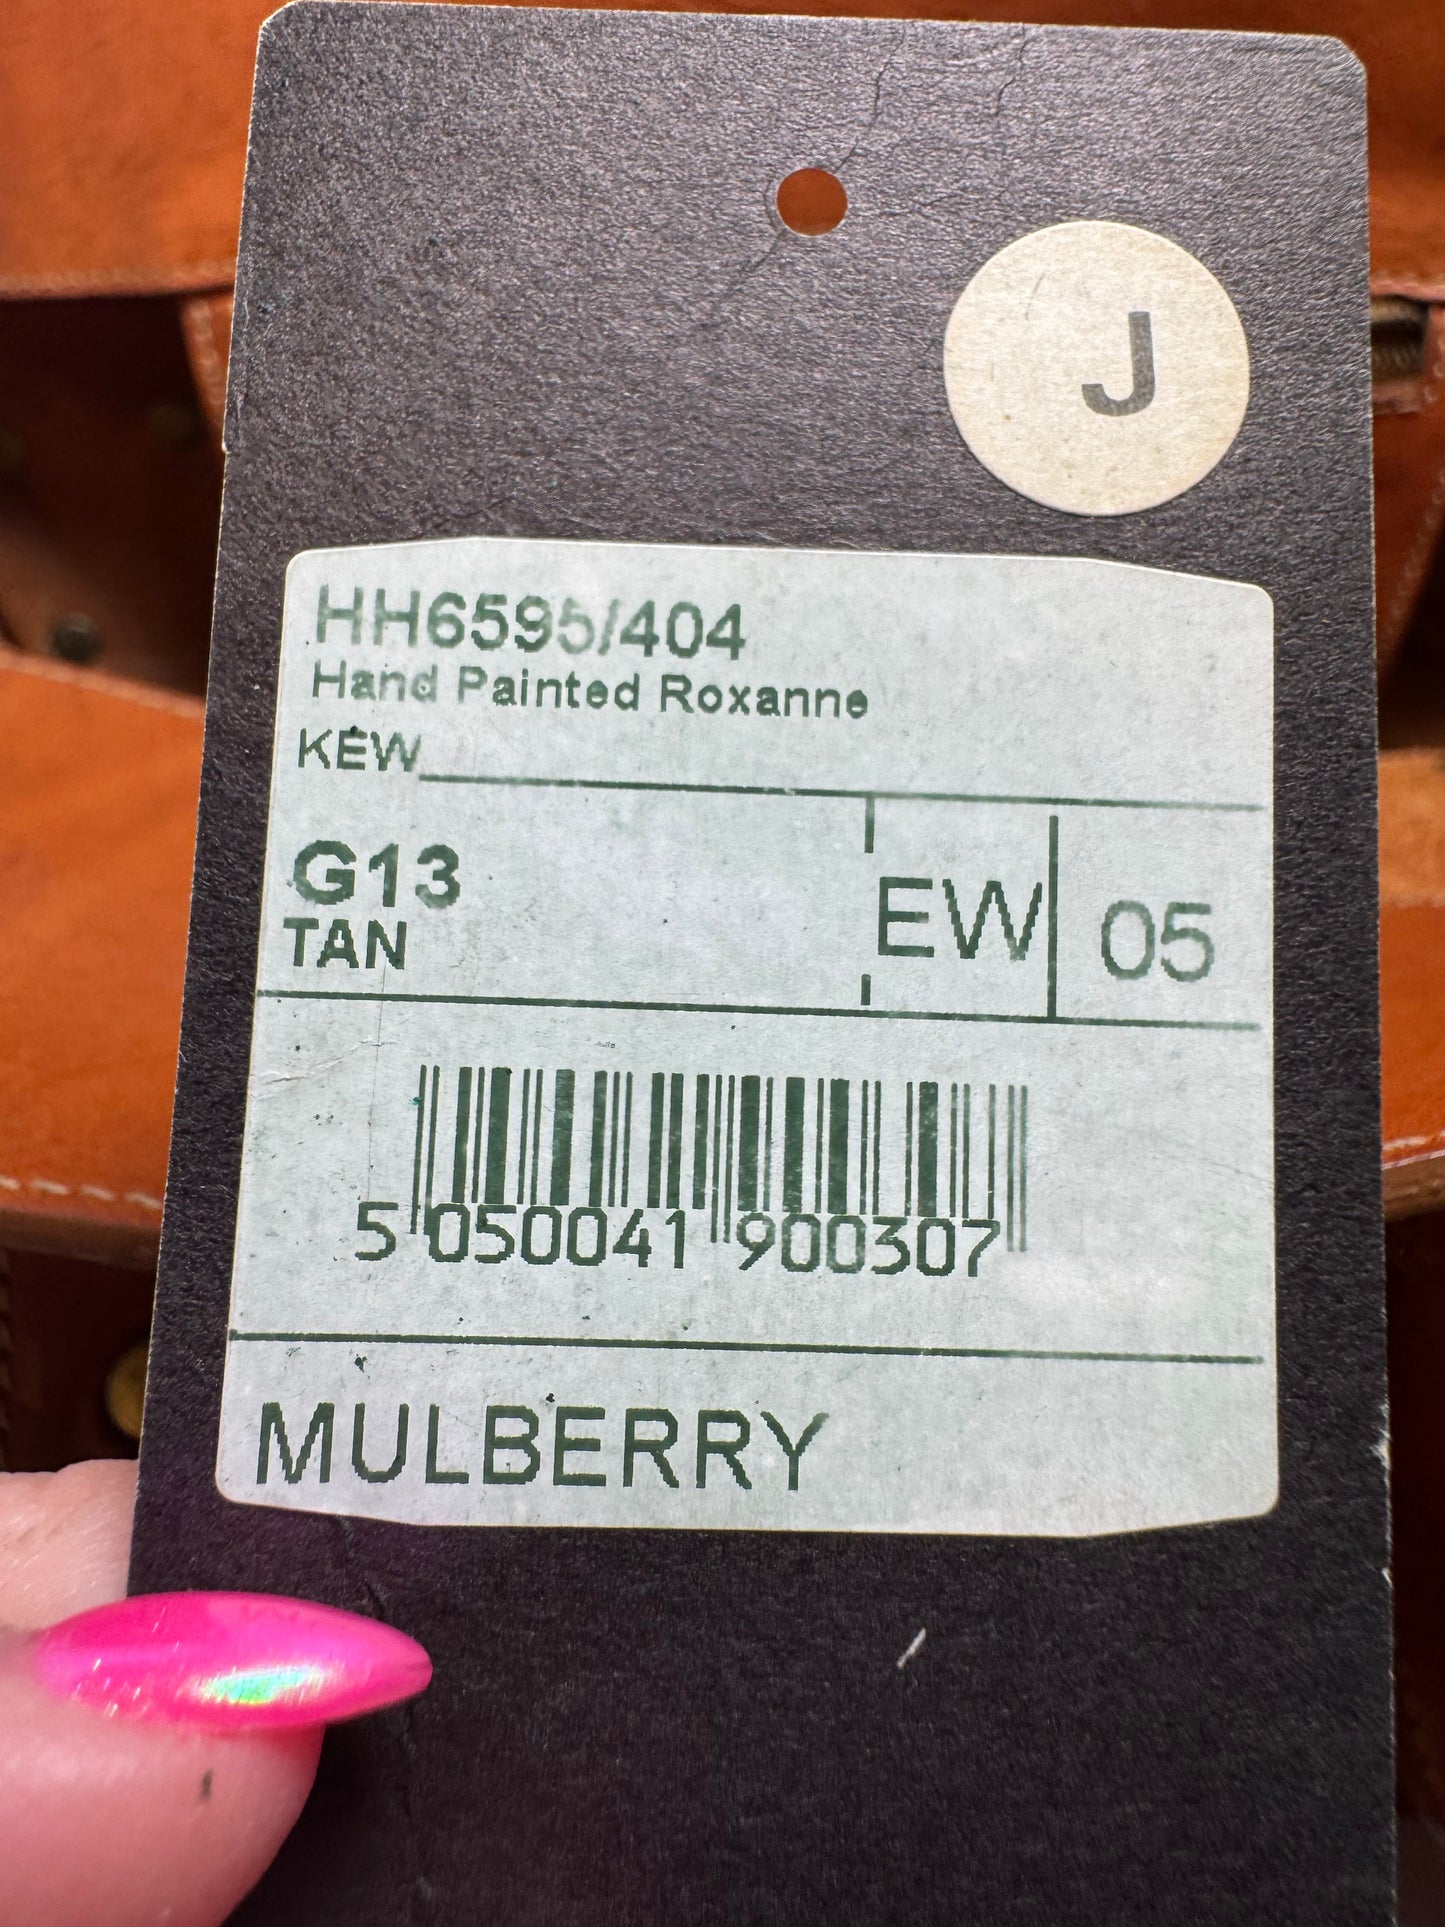 J
HH6595/404
Hand Painted Roxanne
KEW
G13
TAN
EW
05
5 050041 900307
MULBERRY